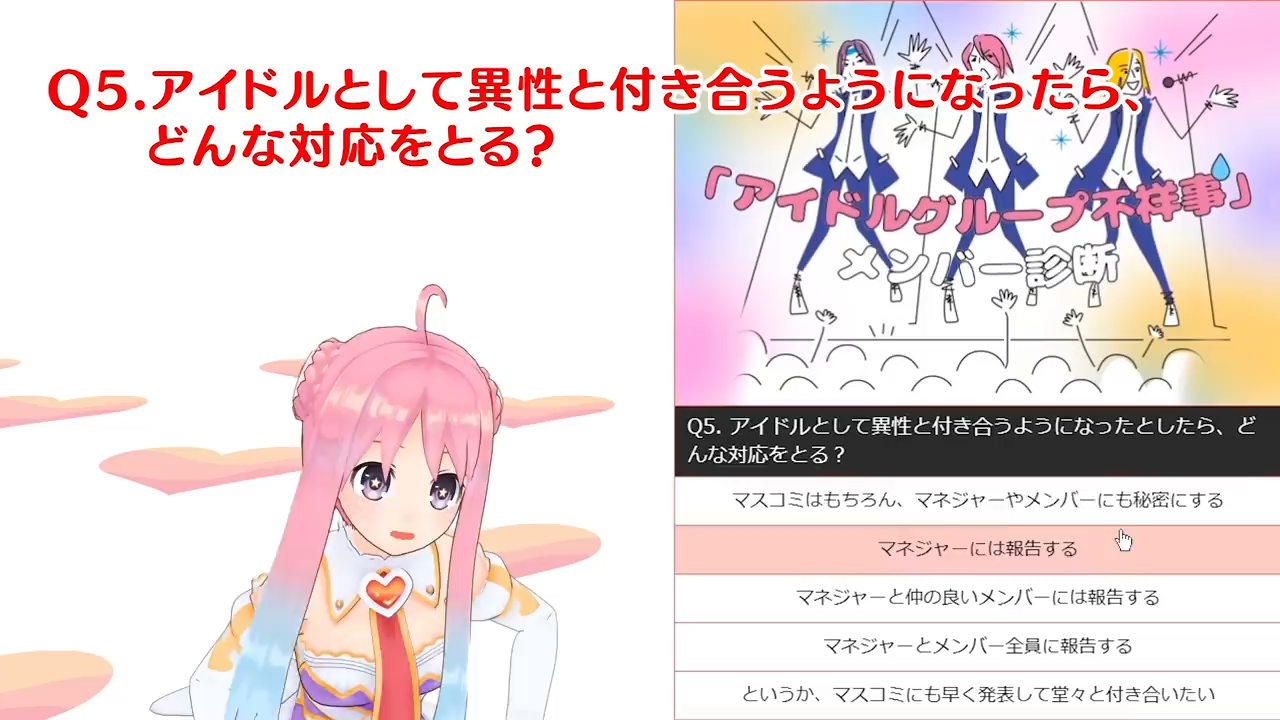 Q5.アイドルとして異性と付き合うようになったら、
どんな対応をとる?
「アイドルグループ不祥事」
メンバー診断
Q5. アイドルとして異性と付き合うようになったとしたら、ど
んな対応をとる？
マスコミはもちろん、マネジャーやメンバーにも秘密にする
マネジャーには報告する
マネジャーと仲の良いメンバーには報告する
マネジャーとメンバー全員に報告する
というか、マスコミにも早く発表して堂々と付き合いたい